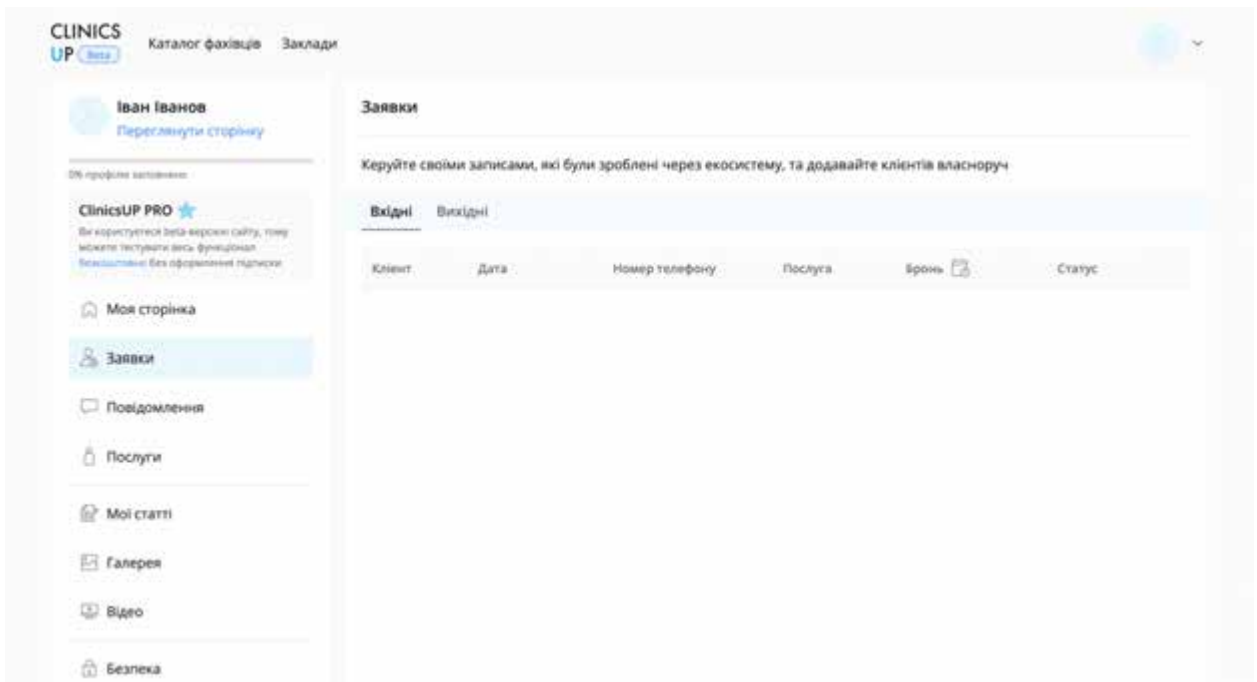 CLINICS
UP Beta
Каталог фахівців Заклади
Іван Іванов
Переглянути сторінку
0% профілю заповнено
ClinicsUP PRO
Ви користуєтеся beta-версією сайту, тому
можете тестувати весь функціонал
безкоштовно без оформлення підписки
Моя сторінка
Заявки
Повідомлення
Послуги
Мої статті
Галерея
Відео
Безпека
Заявки
Керуйте своїми записами, які були зроблені через екосистему, та додавайте клієнтів власноруч
Вхідні Вихідні
Клієнт Дата Номер телефону Послуга Бронь Статус